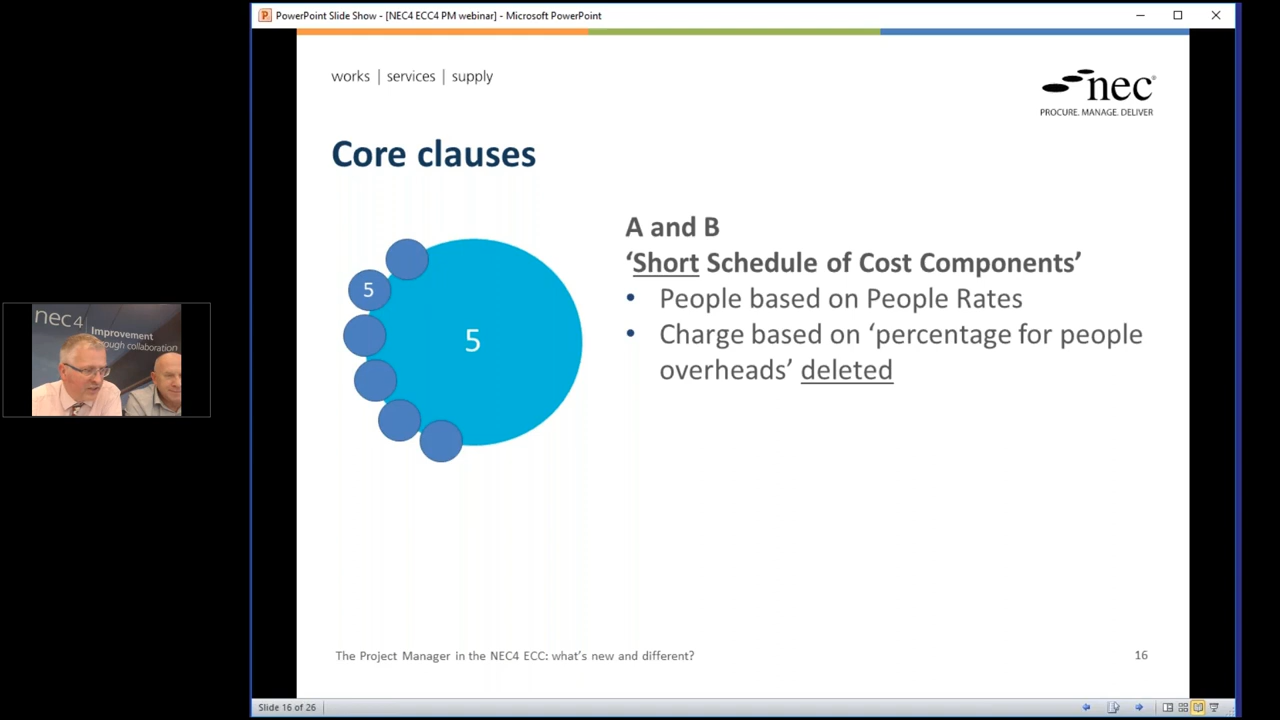 PowerPoint Slide Show - [NEC4 ECC4 PM webinar] - Microsoft PowerPoint
works | services | supply
nec®
PROCURE. MANAGE. DELIVER
Core clauses
A and B
‘Short Schedule of Cost Components’
• People based on People Rates
• Charge based on ‘percentage for people
overheads’ deleted
5
5
nec4
Improvement
through collaboration
The Project Manager in the NEC4 ECC: what’s new and different?
16
Slide 16 of 26